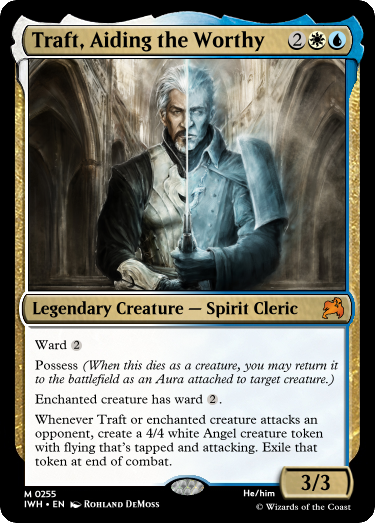 Traft, Aiding the Worthy 2
Legendary Creature — Spirit Cleric
Ward 2
Possess (When this dies as a creature, you may return it
to the battlefield as an Aura attached to target creature.)
Enchanted creature has ward 2 .
Whenever Traft or enchanted creature attacks an
opponent, create a 4/4 white Angel creature token
with flying that's tapped and attacking. Exile that
token at end of combat.
3/3
M 0255
IWH • EN Rohland DeMoss
He/him
© Wizards of the Coast